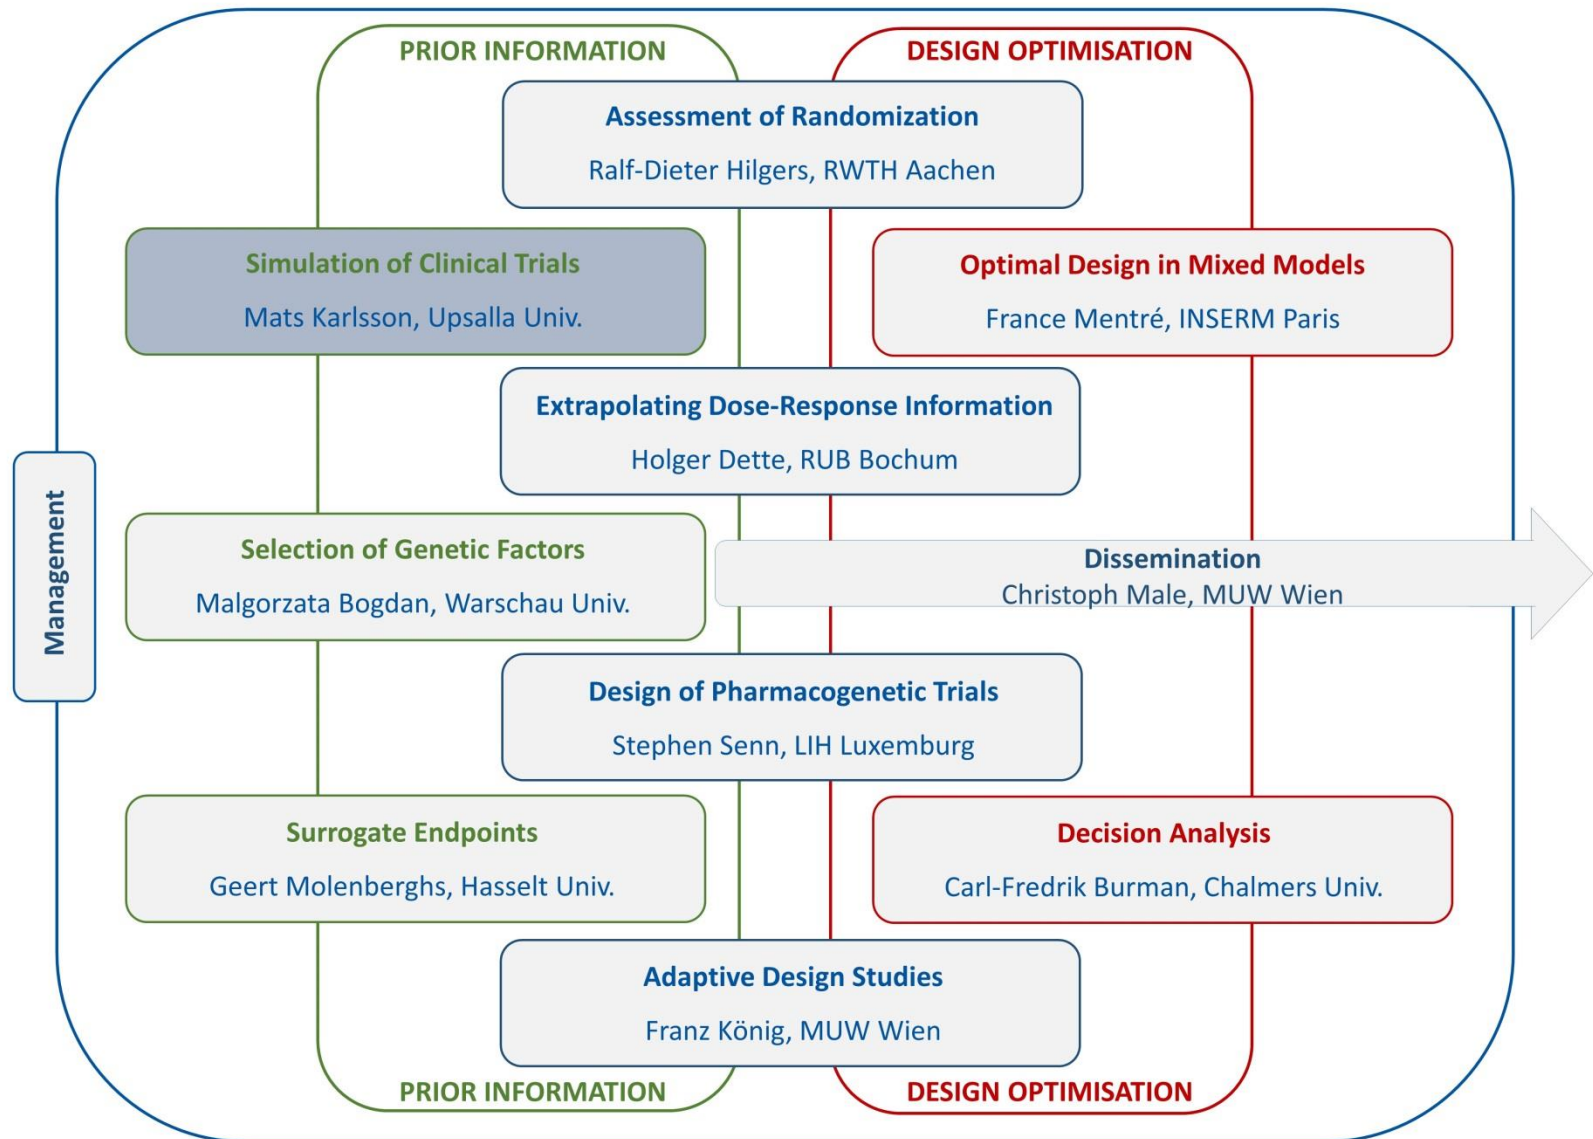 PRIOR INFORMATION
DESIGN OPTIMISATION
Assessment of Randomization
Ralf-Dieter Hilgers, RWTH Aachen
Simulation of Clinical Trials
Mats Karlsson, Upsalla Univ.
Optimal Design in Mixed Models
France Mentré, INSERM Paris
Extrapolating Dose-Response Information
Holger Dette, RUB Bochum
Management
Selection of Genetic Factors
Malgorzata Bogdan, Warschau Univ.
Dissemination
Christoph Male, MUW Wien
Design of Pharmacogenetic Trials
Stephen Senn, LIH Luxemburg
Surrogate Endpoints
Geert Molenberghs, Hasselt Univ.
Decision Analysis
Carl-Fredrik Burman, Chalmers Univ.
Adaptive Design Studies
Franz König, MUW Wien
PRIOR INFORMATION
DESIGN OPTIMISATION